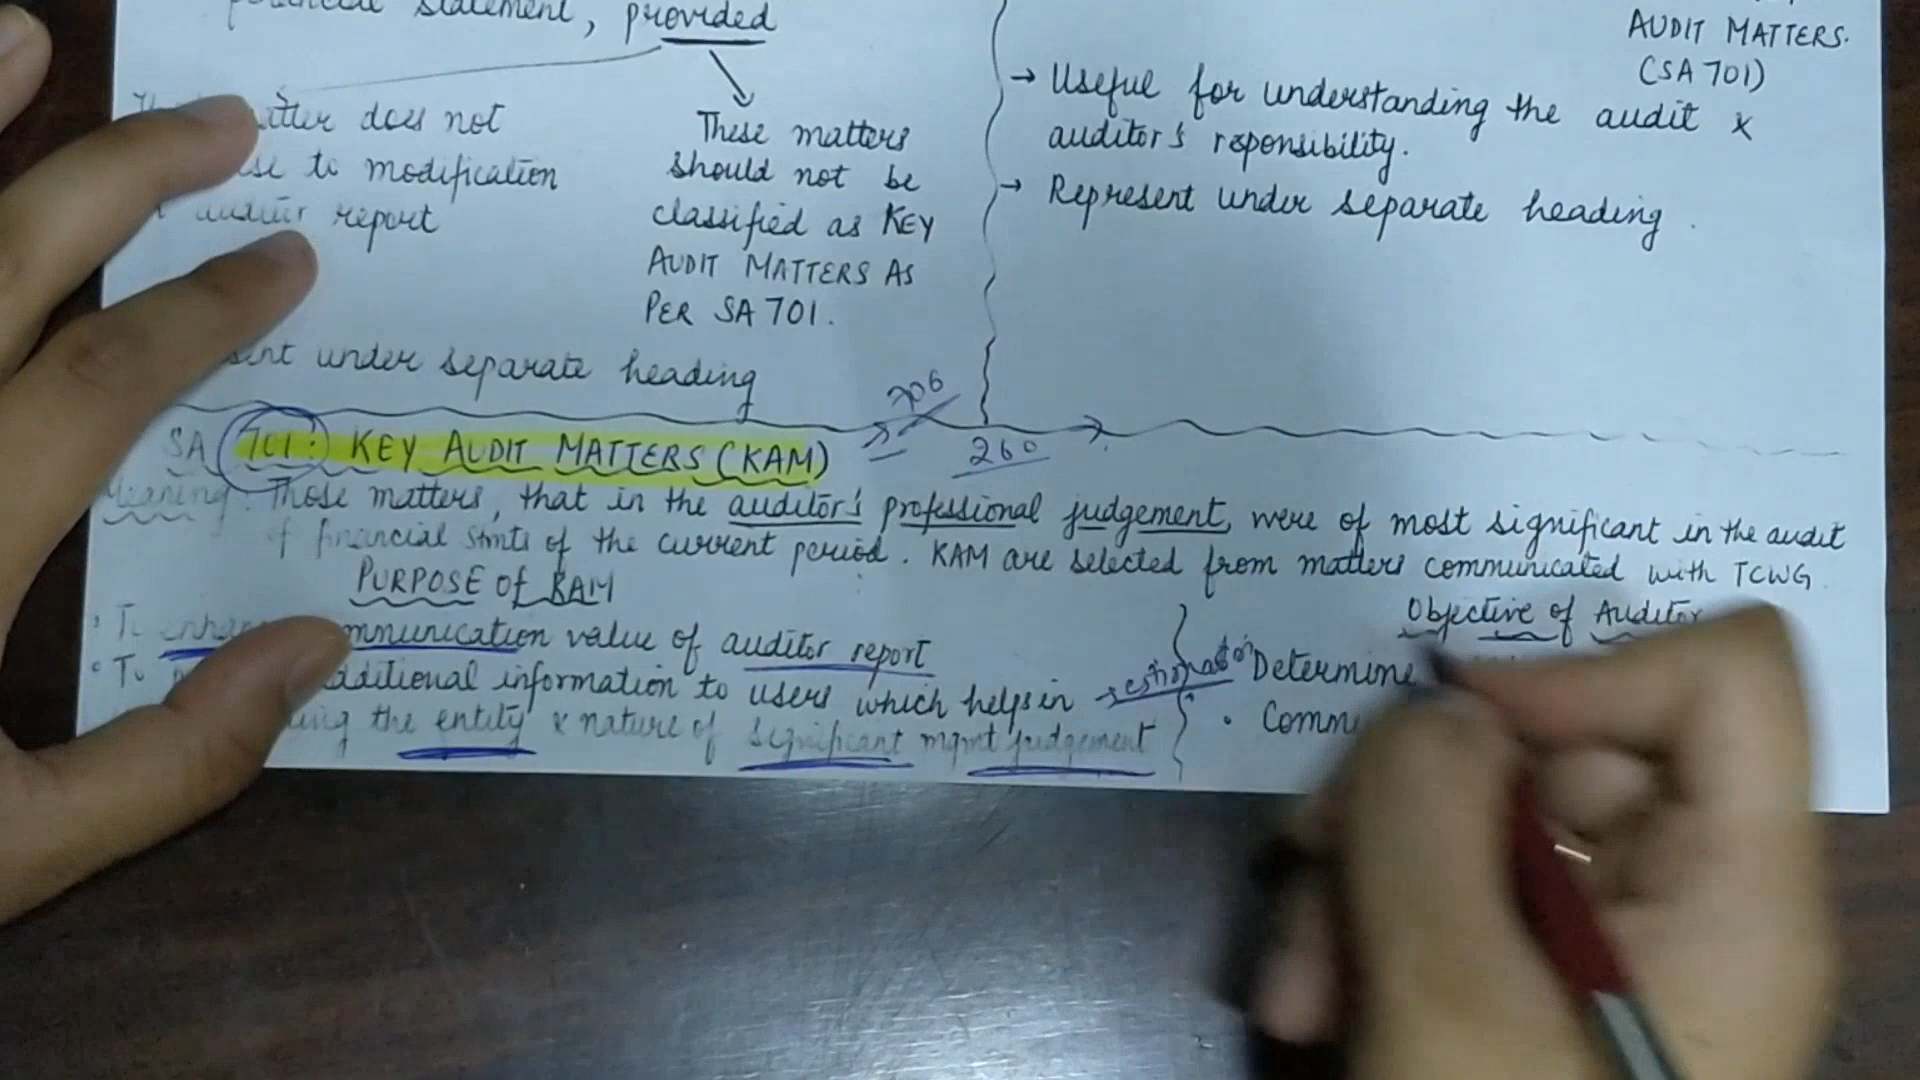 statement, provided
does not
to modification
report
under separate heading
These matters
should not be
classified as KEY
AUDIT MATTERS AS
PER SA 701.
AUDIT MATTERS.
(SA 701)
→ Useful for understanding the audit &
auditor's responsibility.
→ Represent under separate heading.
706
260
SA 701: KEY AUDIT MATTERS (KAM)
Meaning: Those matters, that in the auditor's professional judgement, were of most significant in the audit
financial stmts of the current period. KAM are selected from matters communicated with TCWG.
PURPOSE of KAM
• To communication value of auditor report
• To additional information to users which helps in → estimation
the entity & nature of significant mgmt judgement
Objective of Auditor
Determine
•